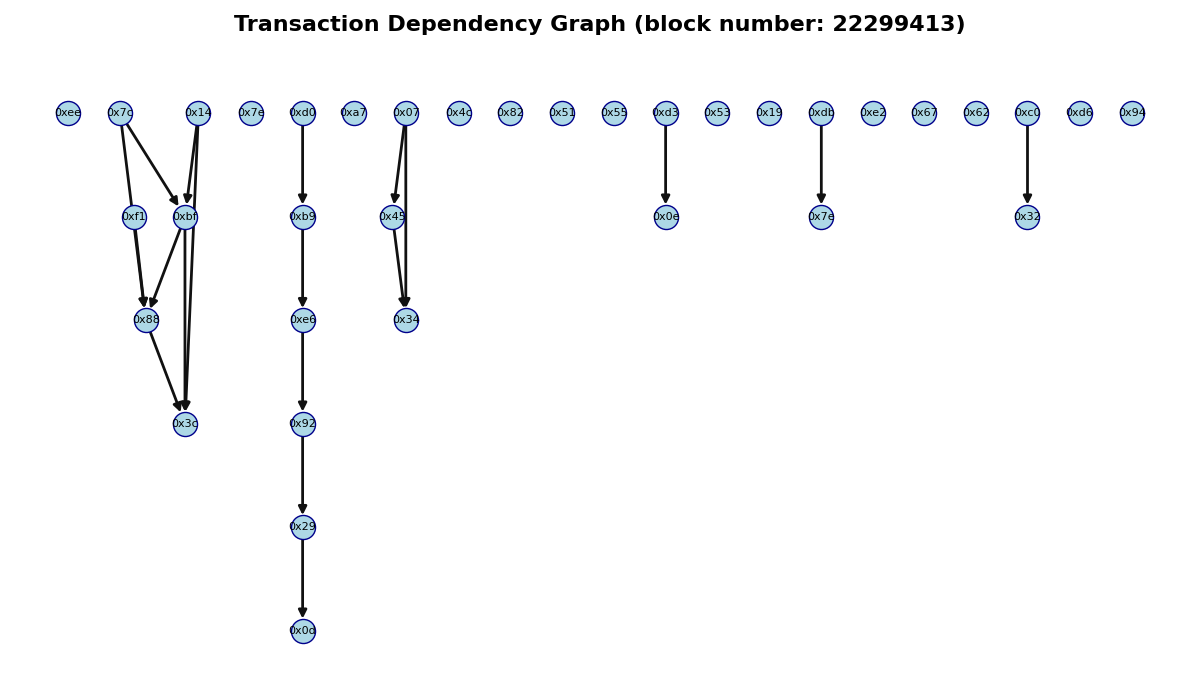 Transaction Dependency Graph (block number: 22299413)
0xee 0x7c 0x14 0x7e 0xd0 0xa7 0x07 0x4c 0x82 0x51 0x55 0xd3 0x53 0x19 0xdb 0xe2 0x67 0x62 0xc0 0xd6 0x94
0xf1 0xbf 0xb9 0x45 0x0e 0x7e 0x32
0x88 0xe6 0x34
0x3c 0x92
0x29